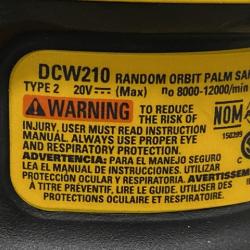 DCW210 RANDOM ORBIT PALM SA
TYPE 2 20V (Max) no 8000-12000/min
WARNING TO REDUCE
THE RISK OF
INJURY, USER MUST READ INSTRUCTION
MANUAL. ALWAYS USE PROPER EYE
AND RESPIRATORY PROTECTION.
ADVERTENCIA: PARA EL MANEJO SEGURO
LEA EL MANUAL DE INSTRUCCIONES. UTILIZAR
PROTECCIÓN OCULAR Y RESPIRATORIA. AVERTISSEMENT
À TITRE PRÉVENTIF, LIRE LE GUIDE. UTILISER DES
PROTECTIONS OCULAIRE ET RESPIRATOIRE
NOM